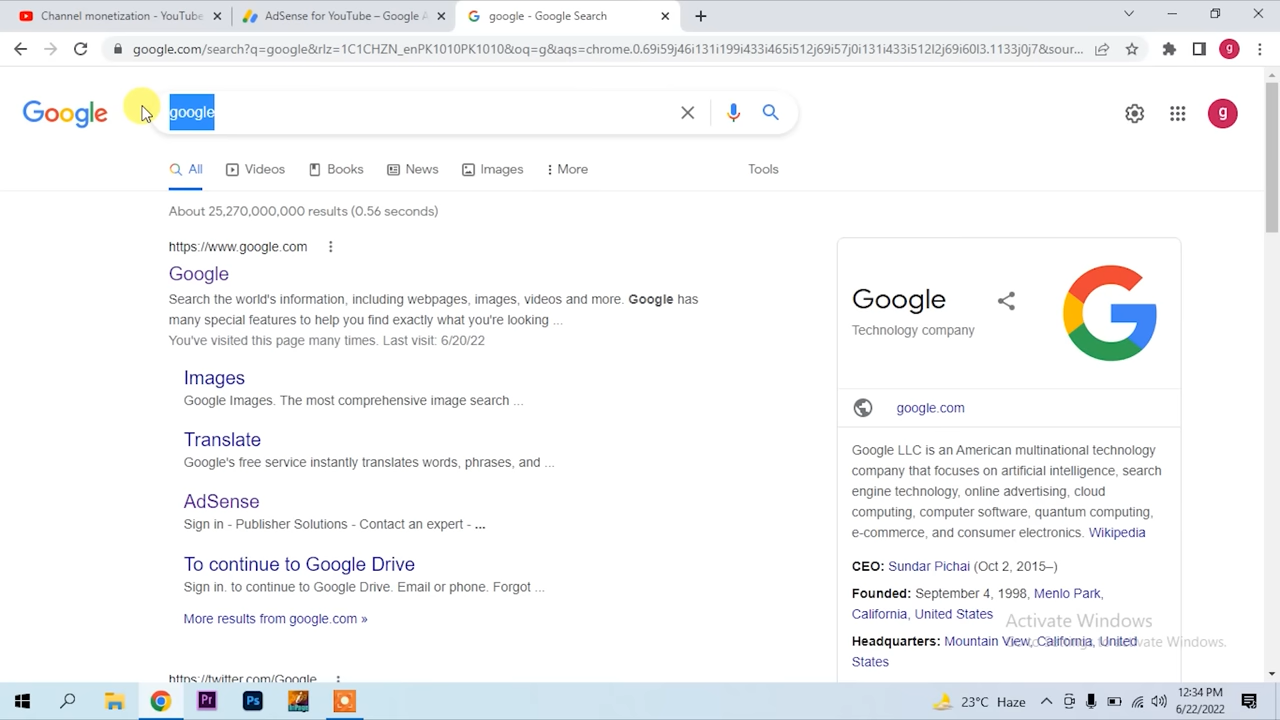 Channel monetization - YouTube
AdSense for YouTube – Google A
google - Google Search
google.com/search?q=google&rlz=1C1CHZN_enPK1010PK1010&oq=g&aqs=chrome.0.69i59j46i131i199i433i465i512j69i57j0i131i433i512l2j69i60l3.1133j0j7&sour...
g
Google
google
g
All
Videos
Books
News
Images
More
Tools
About 25,270,000,000 results (0.56 seconds)
https://www.google.com
Google
Search the world's information, including webpages, images, videos and more. Google has
many special features to help you find exactly what you're looking ...
You've visited this page many times. Last visit: 6/20/22
Images
Google Images. The most comprehensive image search ...
Translate
Google's free service instantly translates words, phrases, and ...
AdSense
Sign in - Publisher Solutions - Contact an expert - ...
To continue to Google Drive
Sign in. to continue to Google Drive. Email or phone. Forgot ...
More results from google.com »
https://twitter.com/Google
Google
Technology company
google.com
Google LLC is an American multinational technology
company that focuses on artificial intelligence, search
engine technology, online advertising, cloud
computing, computer software, quantum computing,
e-commerce, and consumer electronics. Wikipedia
CEO: Sundar Pichai (Oct 2, 2015–)
Founded: September 4, 1998, Menlo Park,
California, United States
Headquarters: Mountain View, California, United
States
Activate Windows
Go to Settings to activate Windows.
Pr
Ps
23°C Haze
12:34 PM
6/22/2022